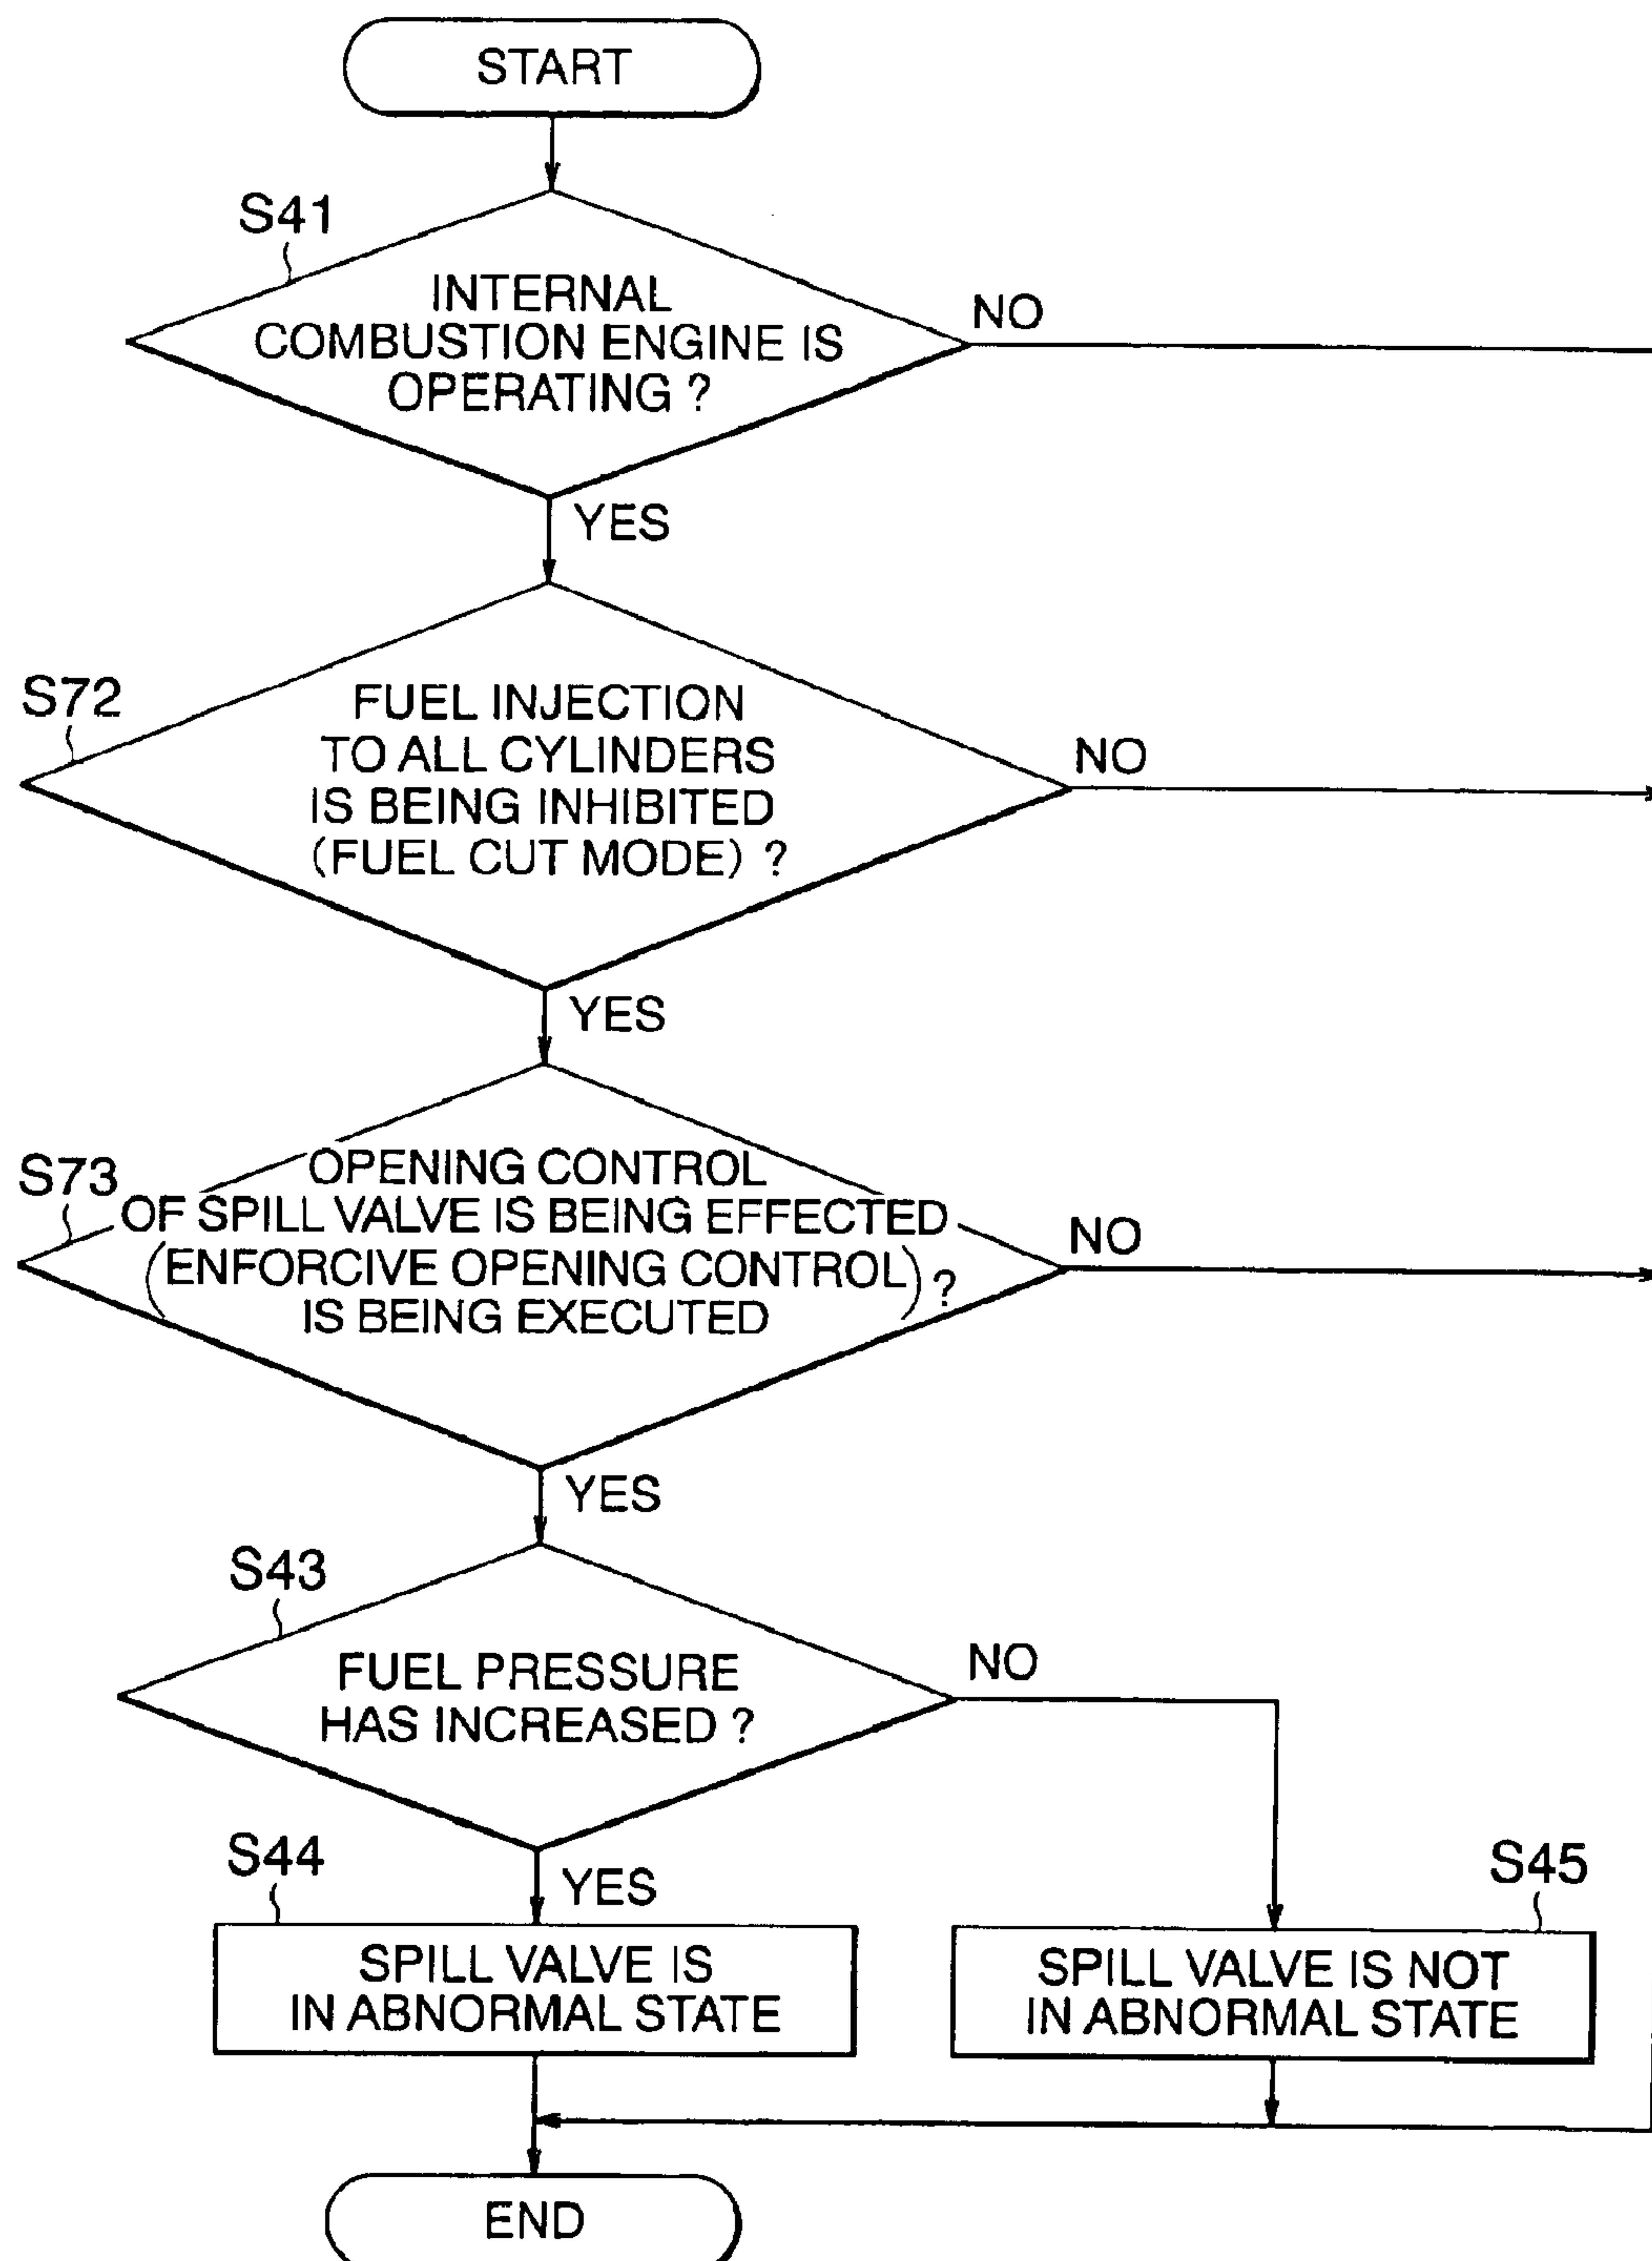 START
S41
INTERNAL
COMBUSTION ENGINE IS
OPERATING ?
NO
YES
S72
FUEL INJECTION
TO ALL CYLINDERS
IS BEING INHIBITED
(FUEL CUT MODE) ?
NO
YES
S73
OPENING CONTROL
OF SPILL VALVE IS BEING EFFECTED
(ENFORCIVE OPENING CONTROL
IS BEING EXECUTED) ?
NO
YES
S43
FUEL PRESSURE
HAS INCREASED ?
NO
YES
S44
SPILL VALVE IS
IN ABNORMAL STATE
S45
SPILL VALVE IS NOT
IN ABNORMAL STATE
END